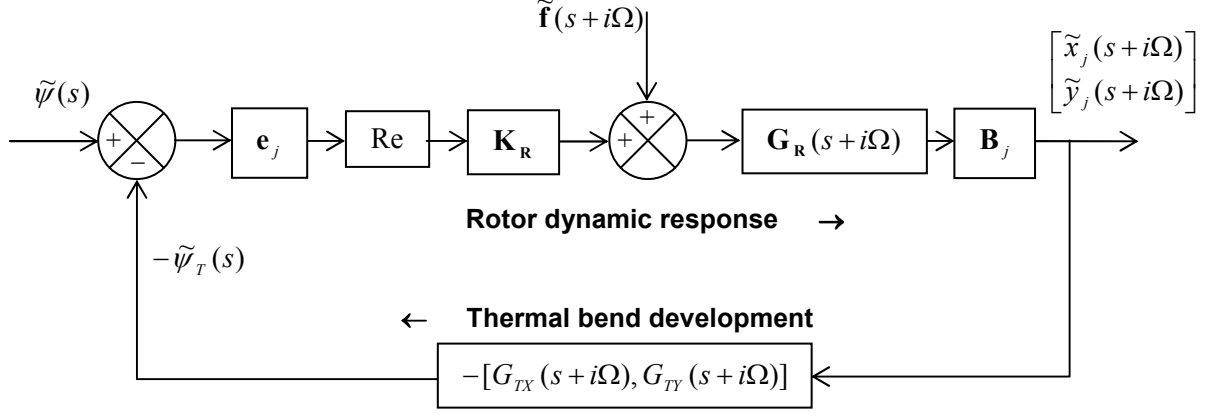 f̃(s+iΩ)
[x̃_j(s+iΩ)
ỹ_j(s+iΩ)]
ψ̃(s)
+
−
e_j
Re
K_R
+
+
G_R(s+iΩ)
B_j
Rotor dynamic response →
−ψ̃_T(s)
← Thermal bend development
−[G_TX(s+iΩ), G_TY(s+iΩ)]